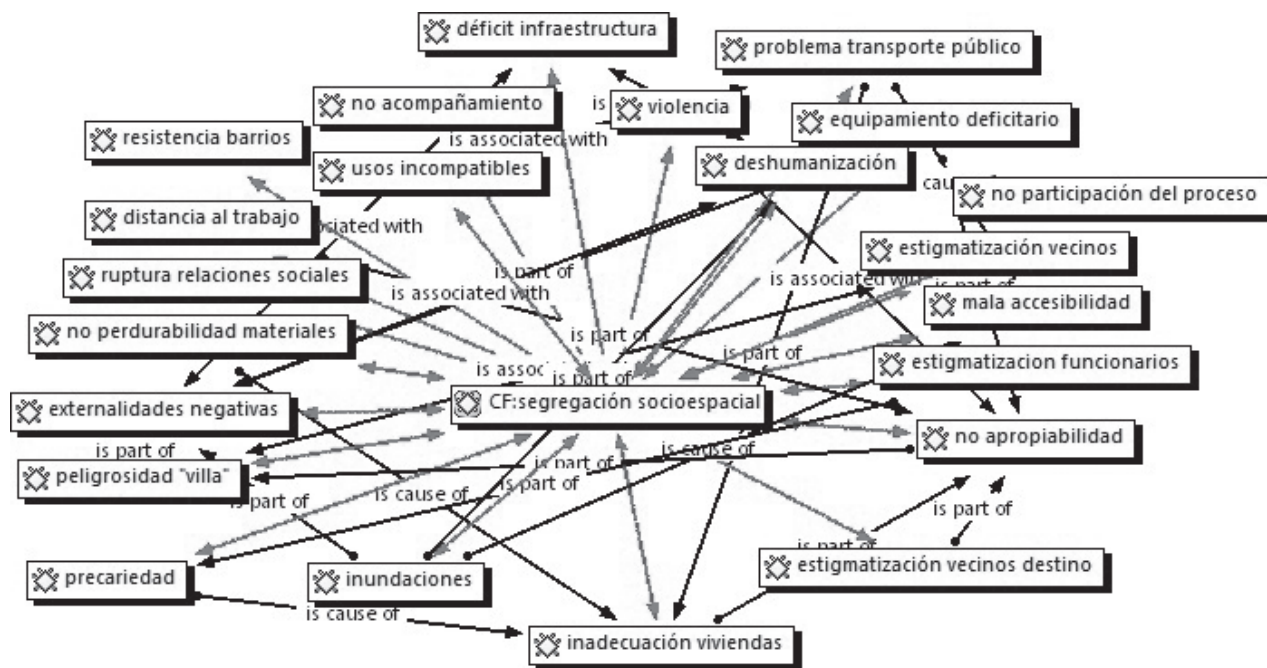 déficit infraestructura
problema transporte público
no acompañamiento
is
violencia
equipamiento deficitario
resistencia barrios
is associated with
usos incompatibles
deshumanización
cau
no participación del proceso
distancia al trabajo
ociated with
estigmatización vecinos
ruptura relaciones sociales
is part of
is associated with
is part of
is associated with
mala accesibilidad
no perdurabilidad materiales
is part of
is part of
estigmatizacion funcionarios
is assoc
is part of
externalidades negativas
CF:segregación socioespacial
no apropiabilidad
is part of
is cause of
peligrosidad "villa"
is part of
is part of
is cause of
is part of
is part of
is part of
precariedad
inundaciones
estigmatización vecinos destino
is cause of
inadecuación viviendas